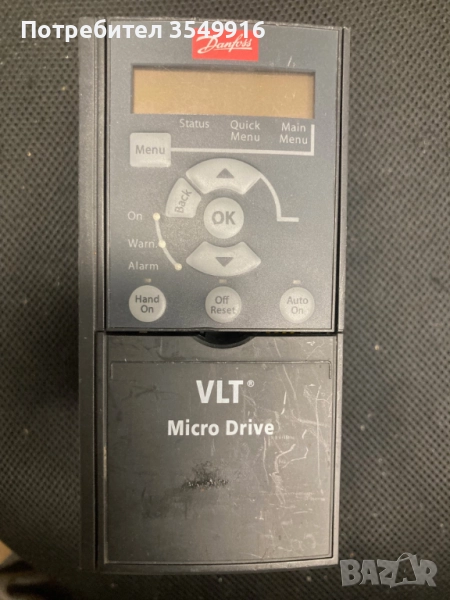 Потребител 3549916
Danfoss
Status
Quick Menu
Main Menu
Menu
Back
OK
On
Warn.
Alarm
Hand On
Off Reset
Auto On
VLT®
Micro Drive
BAZAR